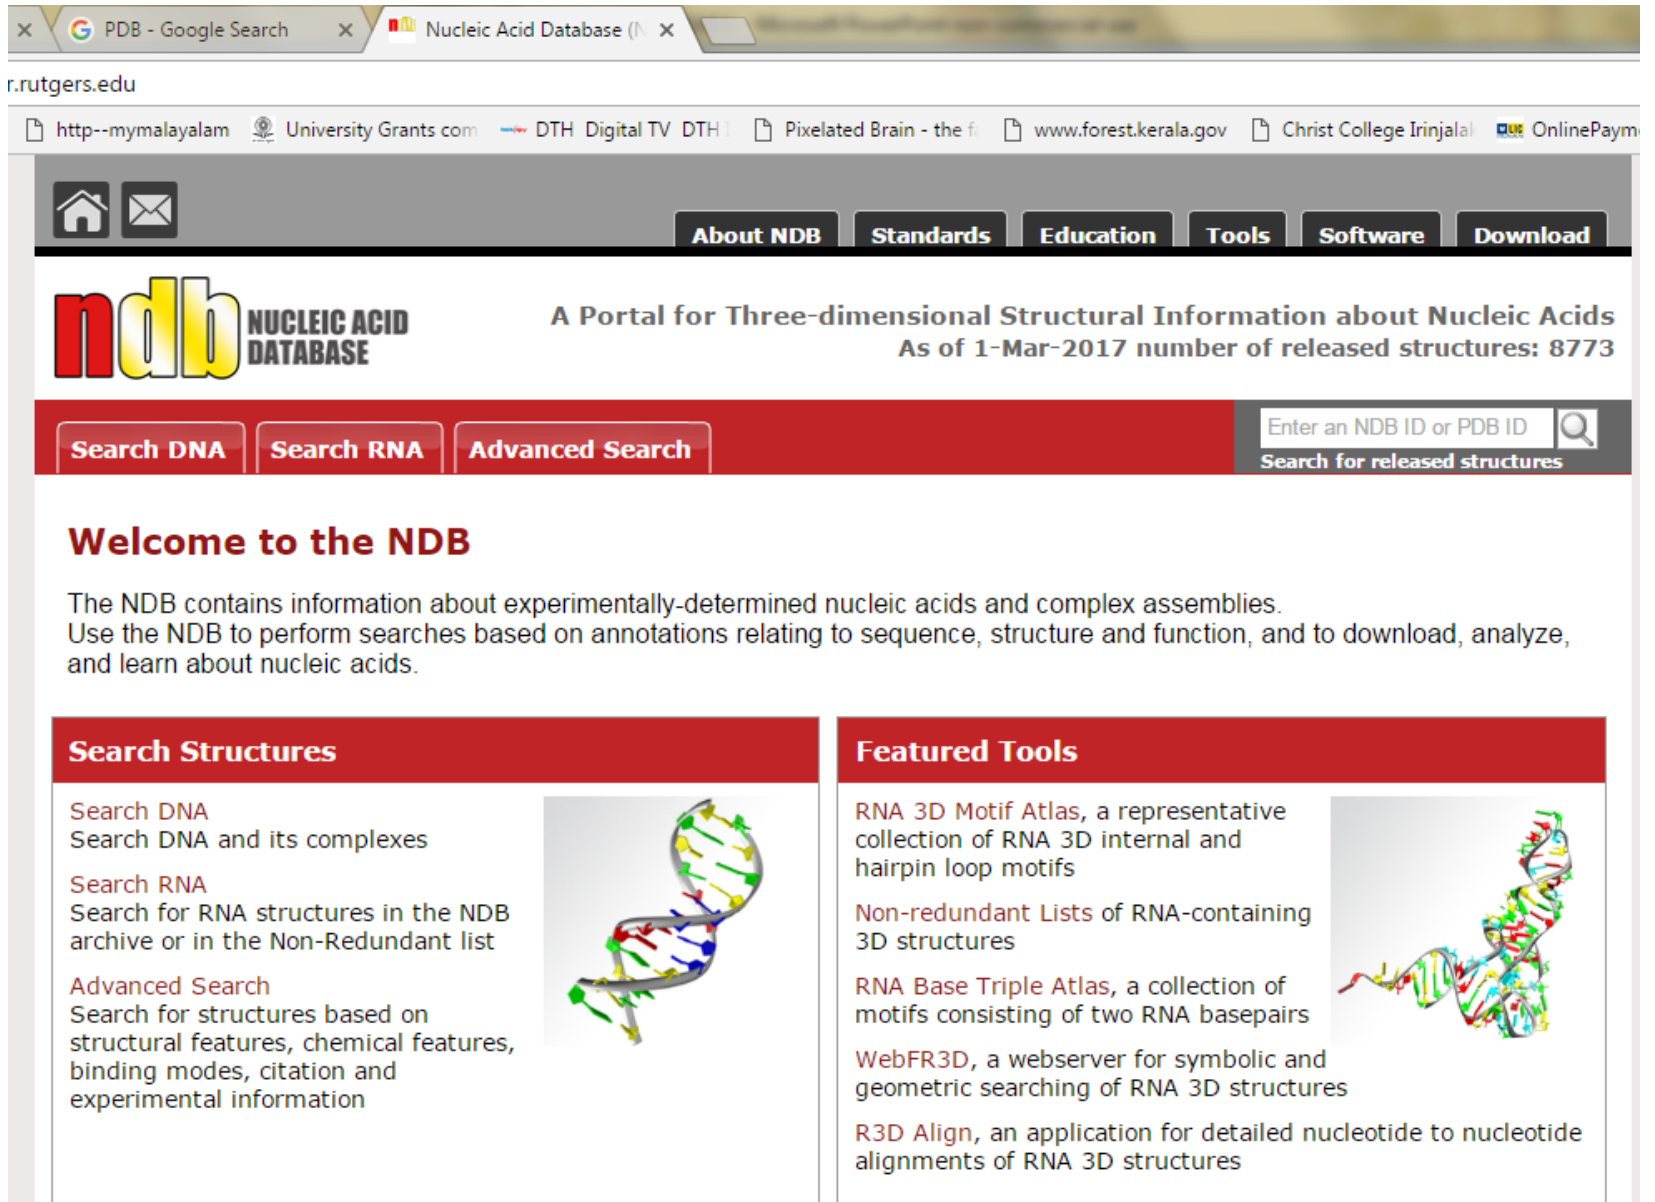 PDB - Google Search
Nucleic Acid Database (N
r.rutgers.edu
http--mymalayalam
University Grants com
DTH Digital TV DTH
Pixelated Brain - the f
www.forest.kerala.gov
Christ College Irinjala
OnlinePaym
About NDB
Standards
Education
Tools
Software
Download
ndb
NUCLEIC ACID
DATABASE
A Portal for Three-dimensional Structural Information about Nucleic Acids
As of 1-Mar-2017 number of released structures: 8773
Search DNA
Search RNA
Advanced Search
Enter an NDB ID or PDB ID
Search for released structures
Welcome to the NDB
The NDB contains information about experimentally-determined nucleic acids and complex assemblies.
Use the NDB to perform searches based on annotations relating to sequence, structure and function, and to download, analyze,
and learn about nucleic acids.
Search Structures
Search DNA
Search DNA and its complexes
Search RNA
Search for RNA structures in the NDB
archive or in the Non-Redundant list
Advanced Search
Search for structures based on
structural features, chemical features,
binding modes, citation and
experimental information
Featured Tools
RNA 3D Motif Atlas, a representative
collection of RNA 3D internal and
hairpin loop motifs
Non-redundant Lists of RNA-containing
3D structures
RNA Base Triple Atlas, a collection of
motifs consisting of two RNA basepairs
WebFR3D, a webserver for symbolic and
geometric searching of RNA 3D structures
R3D Align, an application for detailed nucleotide to nucleotide
alignments of RNA 3D structures